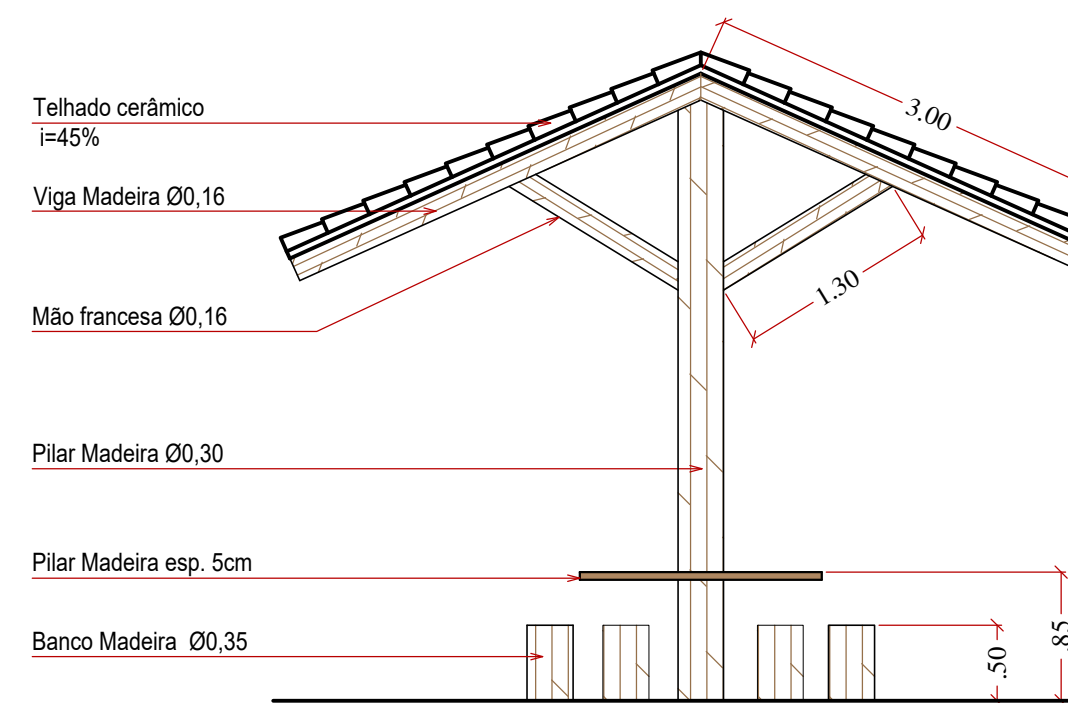 Telhado cerâmico
i=45%
Viga Madeira Ø0,16
Mão francesa Ø0,16
Pilar Madeira Ø0,30
Pilar Madeira esp. 5cm
Banco Madeira Ø0,35
3.00
1.30
.50
.85